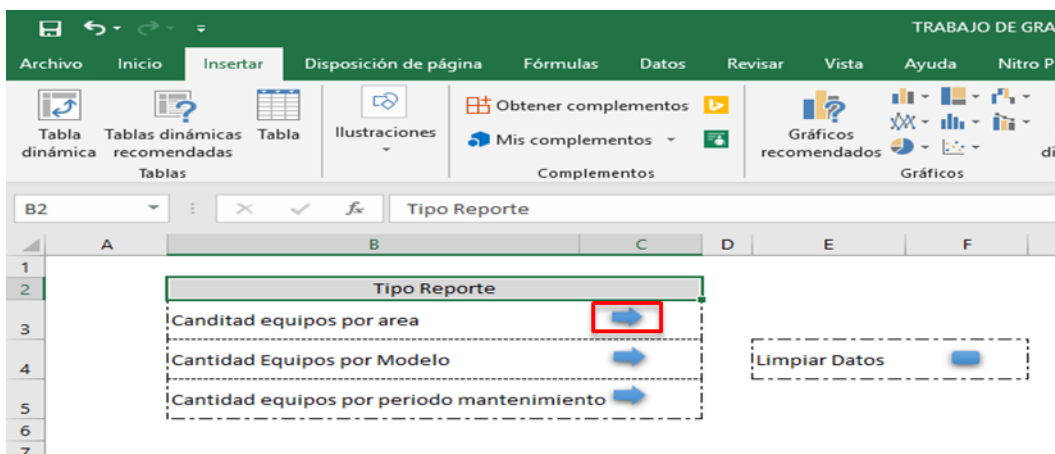 TRABAJO DE GRA
Archivo Inicio Insertar Disposición de página Fórmulas Datos Revisar Vista Ayuda Nitro P
Tabla dinámica
Tablas dinámicas recomendadas
Tabla
Tablas
Ilustraciones
Obtener complementos
Mis complementos
Complementos
Gráficos recomendados
Gráficos
di
B2 fx Tipo Reporte
A B C D E F
1
2 Tipo Reporte
3 Canditad equipos por area
4 Cantidad Equipos por Modelo Limpiar Datos
5 Cantidad equipos por periodo mantenimiento
6
7